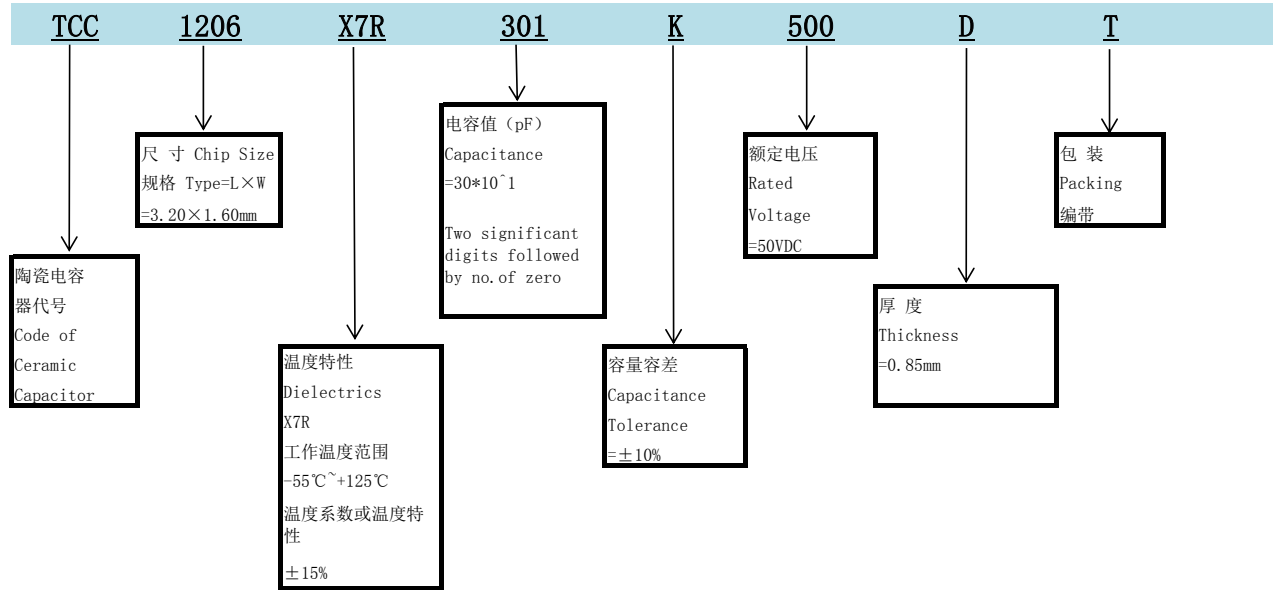 TCC 1206 X7R 301 K 500 D T
陶瓷电容
器代号
Code of
Ceramic
Capacitor
尺 寸 Chip Size
规格 Type=L×W
=3.20×1.60mm
温度特性
Dielectrics
X7R
工作温度范围
-55℃~+125℃
温度系数或温度特
性
±15%
电容值（pF）
Capacitance
=30*10^1
Two significant
digits followed
by no.of zero
容量容差
Capacitance
Tolerance
=±10%
额定电压
Rated
Voltage
=50VDC
厚 度
Thickness
=0.85mm
包 装
Packing
编带